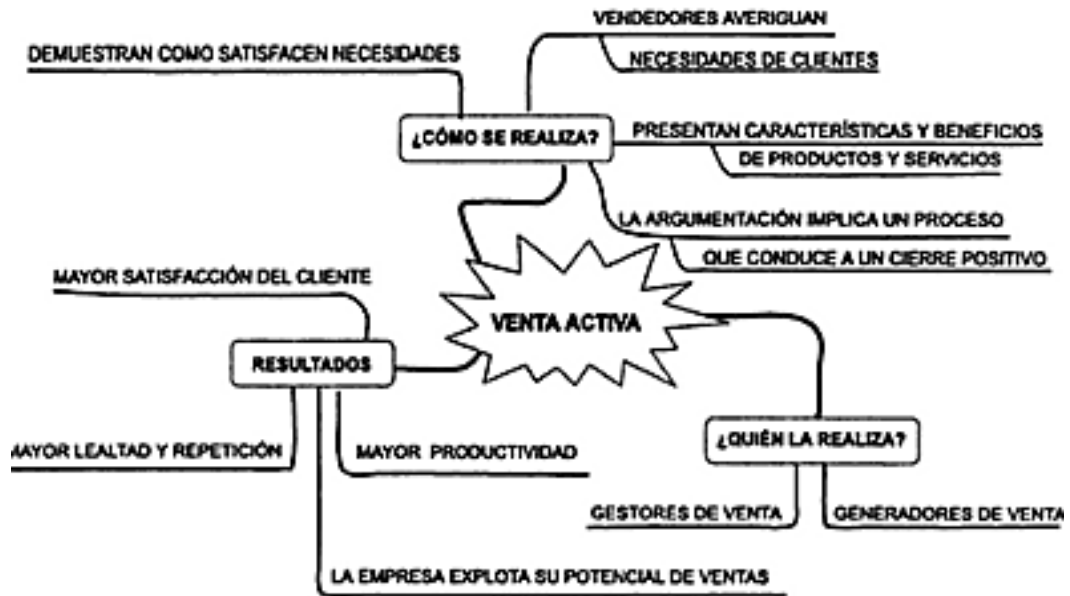 VENDEDORES AVERIGUAN
NECESIDADES DE CLIENTES
DEMUESTRAN COMO SATISFACEN NECESIDADES
¿CÓMO SE REALIZA?
PRESENTAN CARACTERÍSTICAS Y BENEFICIOS
DE PRODUCTOS Y SERVICIOS
LA ARGUMENTACIÓN IMPLICA UN PROCESO
QUE CONDUCE A UN CIERRE POSITIVO
MAYOR SATISFACCIÓN DEL CLIENTE
VENTA ACTIVA
RESULTADOS
MAYOR LEALTAD Y REPETICIÓN
MAYOR PRODUCTIVIDAD
¿QUIÉN LA REALIZA?
GESTORES DE VENTA
GENERADORES DE VENTA
LA EMPRESA EXPLOTA SU POTENCIAL DE VENTAS